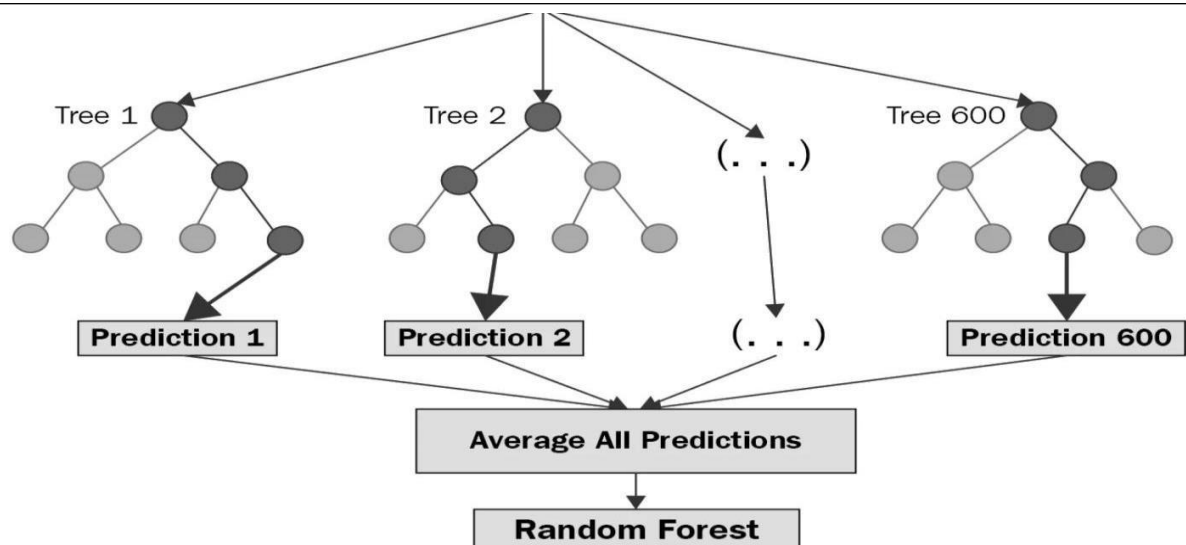 Tree 1
Tree 2
(. . .)
Tree 600
Prediction 1
Prediction 2
(. . .)
Prediction 600
Average All Predictions
Random Forest